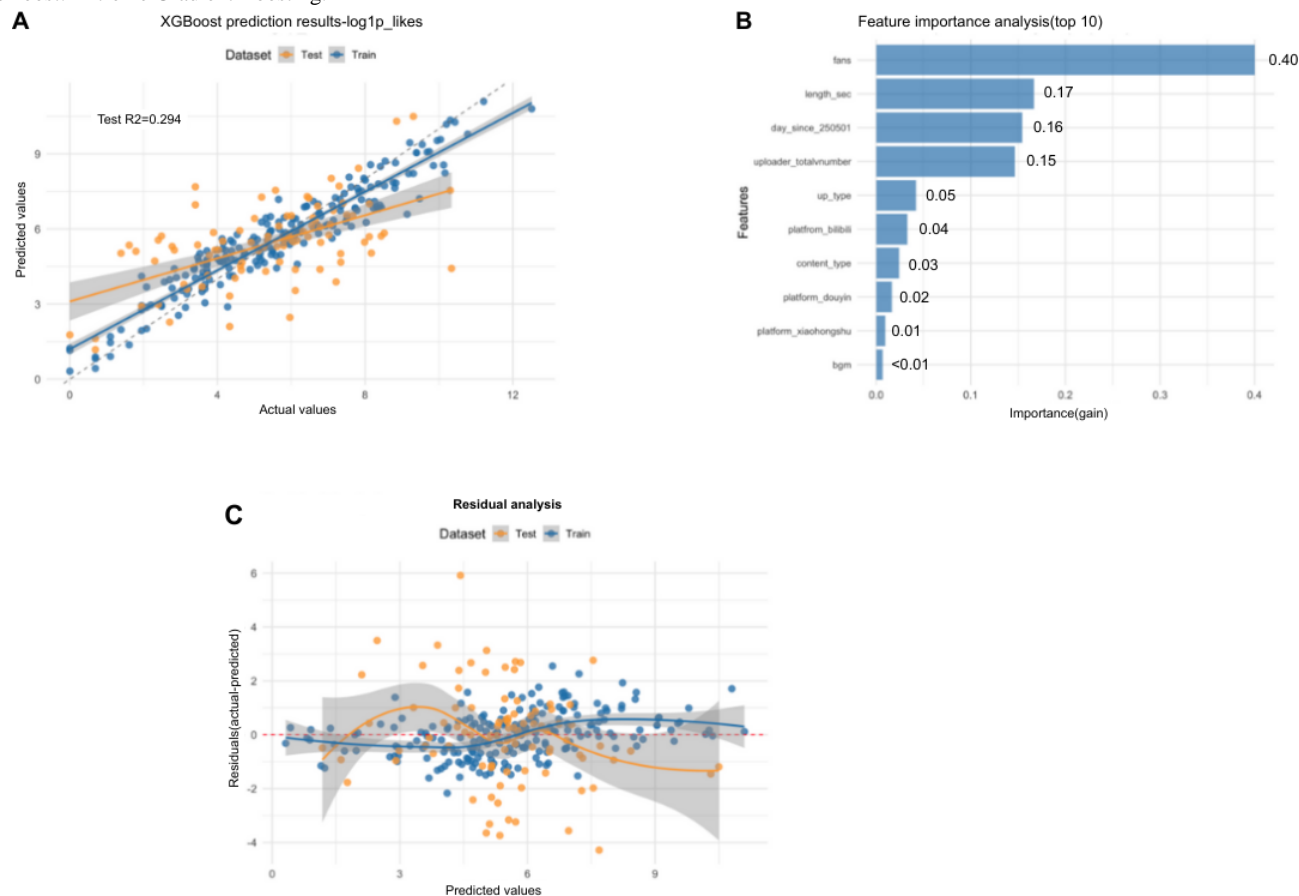 A
XGBoost prediction results-log1p_likes
Dataset Test Train
Test R2=0.294
Predicted values
9
6
3
0
0 4 8 12
Actual values
B
Feature importance analysis(top 10)
Features
fans 0.40
length_sec 0.17
day_since_250501 0.16
uploader_totalvnumber 0.15
up_type 0.05
platfrom_bilibili 0.04
content_type 0.03
platform_douyin 0.02
platform_xiaohongshu 0.01
bgm <0.01
0.0 0.1 0.2 0.3 0.4
Importance(gain)
C
Residual analysis
Dataset Test Train
Residuals(actual-predicted)
6
4
2
0
-2
-4
0 3 6 9
Predicted values